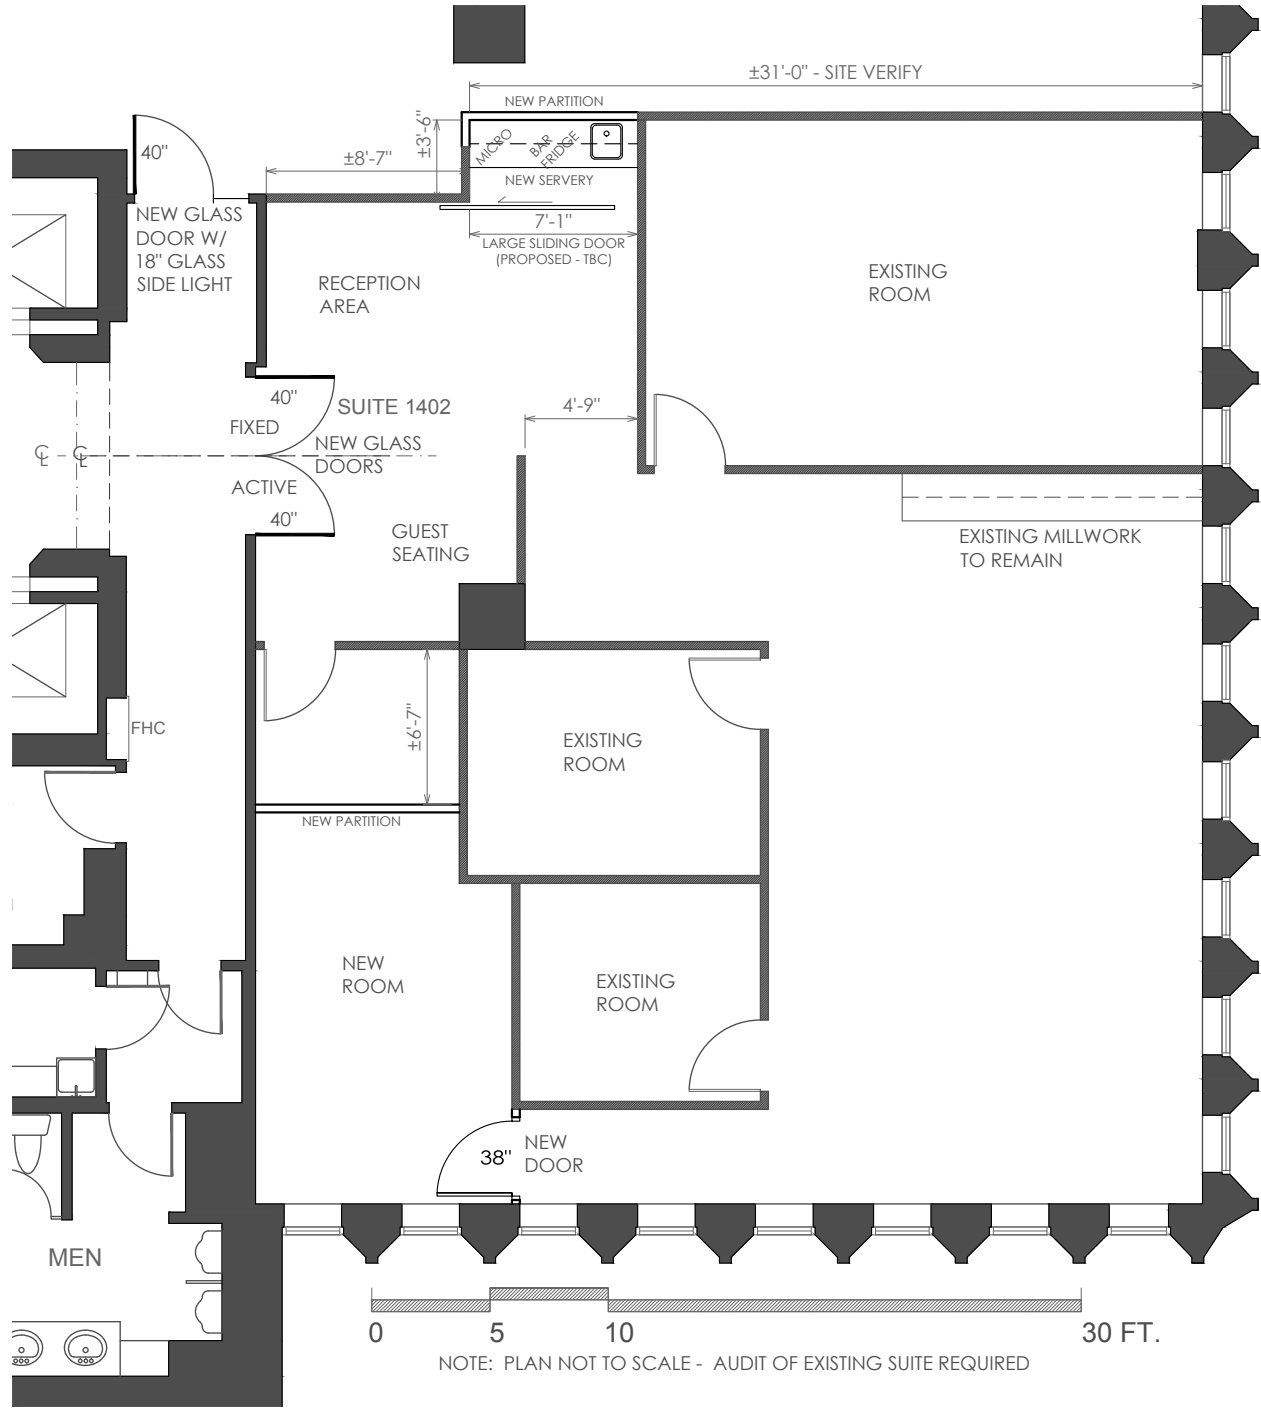 ±31'-0" - SITE VERIFY
NEW PARTITION
±3'-6"
MICRO
BAR
FRIDGE
40"
±8'-7"
NEW SERVERY
NEW GLASS
DOOR W/
18" GLASS
SIDE LIGHT
7'-1"
LARGE SLIDING DOOR
(PROPOSED - TBC)
RECEPTION
AREA
EXISTING
ROOM
40"
SUITE 1402
4'-9"
FIXED
NEW GLASS
DOORS
℄
℄
ACTIVE
40"
GUEST
SEATING
EXISTING MILLWORK
TO REMAIN
FHC
±6'-7"
EXISTING
ROOM
NEW PARTITION
NEW
ROOM
EXISTING
ROOM
38"
NEW
DOOR
MEN
0
5
10
30 FT.
NOTE: PLAN NOT TO SCALE - AUDIT OF EXISTING SUITE REQUIRED